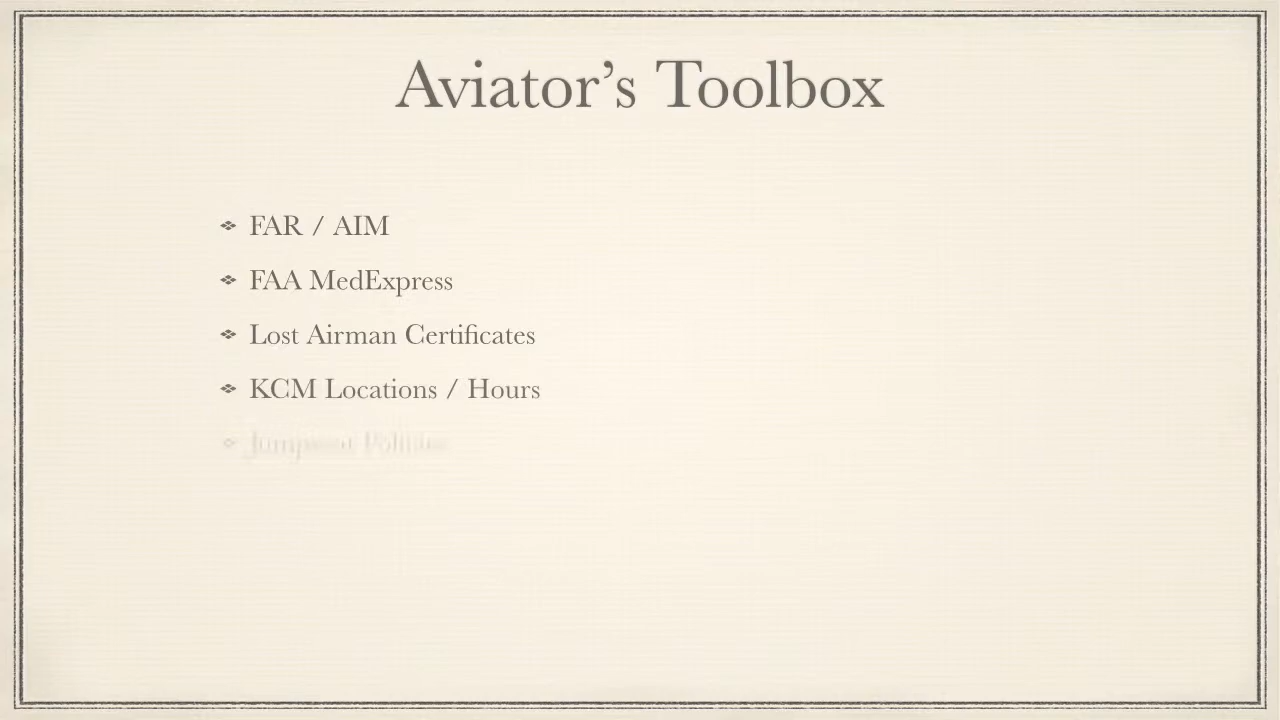 Aviator’s Toolbox
FAR / AIM
FAA MedExpress
Lost Airman Certificates
KCM Locations / Hours